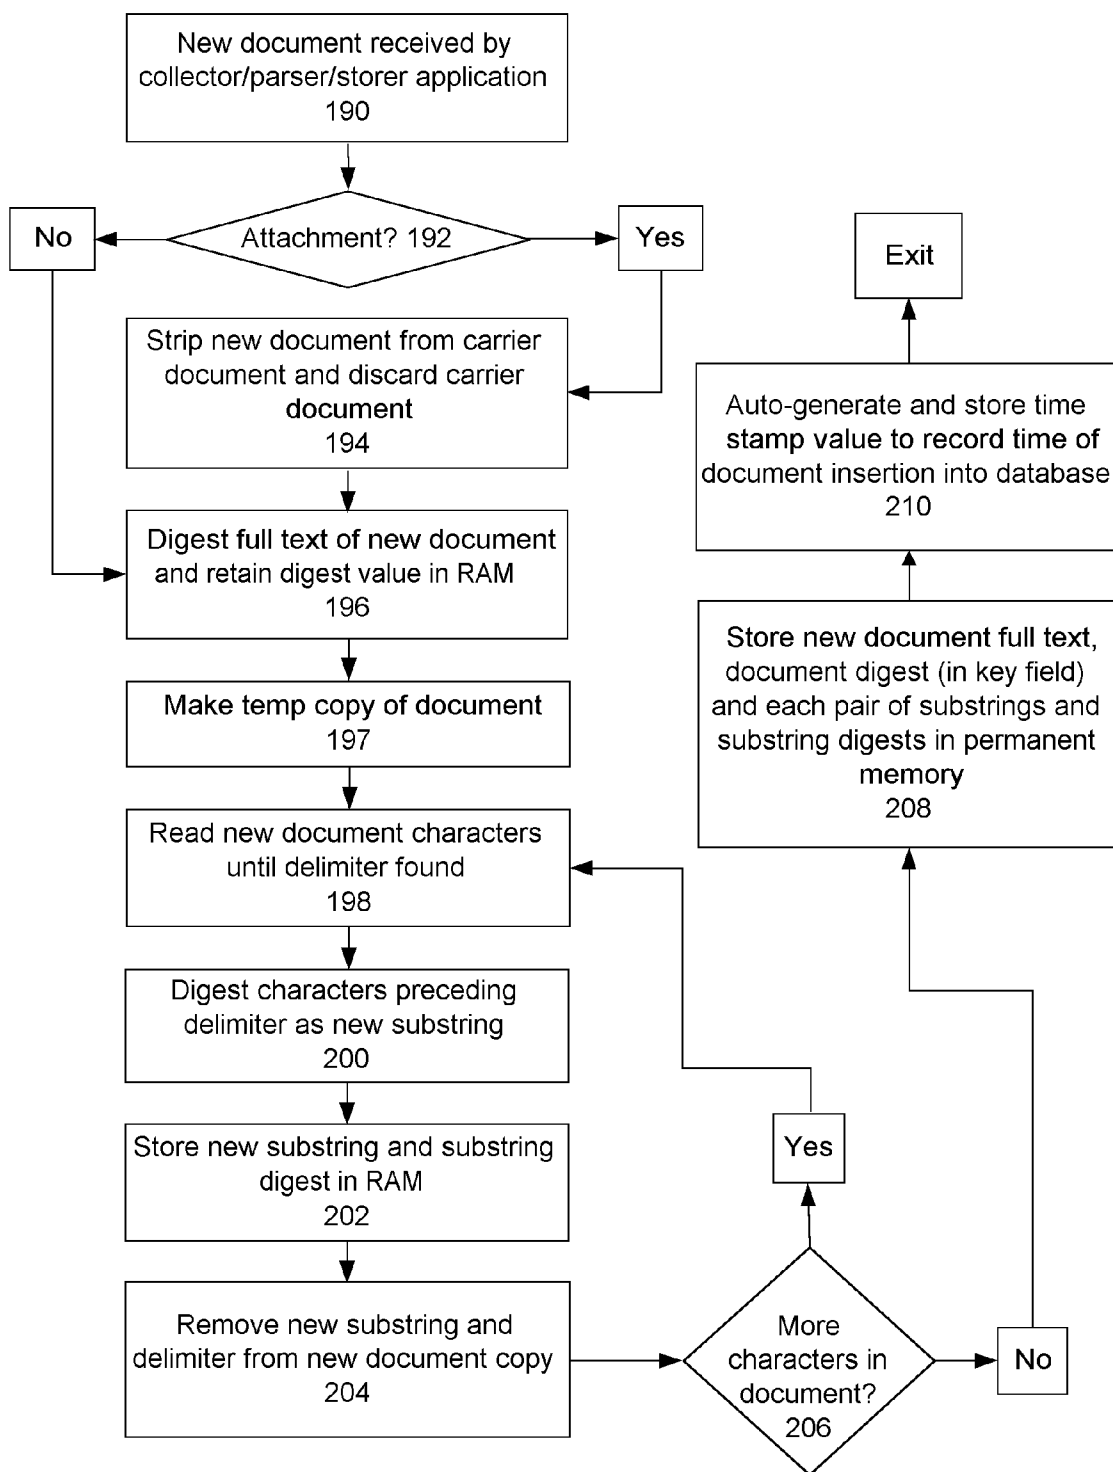 New document received by
collector/parser/storer application
190
No
Attachment? 192
Yes
Strip new document from carrier
document and discard carrier
document
194
Digest full text of new document
and retain digest value in RAM
196
Make temp copy of document
197
Read new document characters
until delimiter found
198
Digest characters preceding
delimiter as new substring
200
Store new substring and substring
digest in RAM
202
Remove new substring and
delimiter from new document copy
204
More
characters in
document?
206
Yes
No
Store new document full text,
document digest (in key field)
and each pair of substrings and
substring digests in permanent
memory
208
Auto-generate and store time
stamp value to record time of
document insertion into database
210
Exit